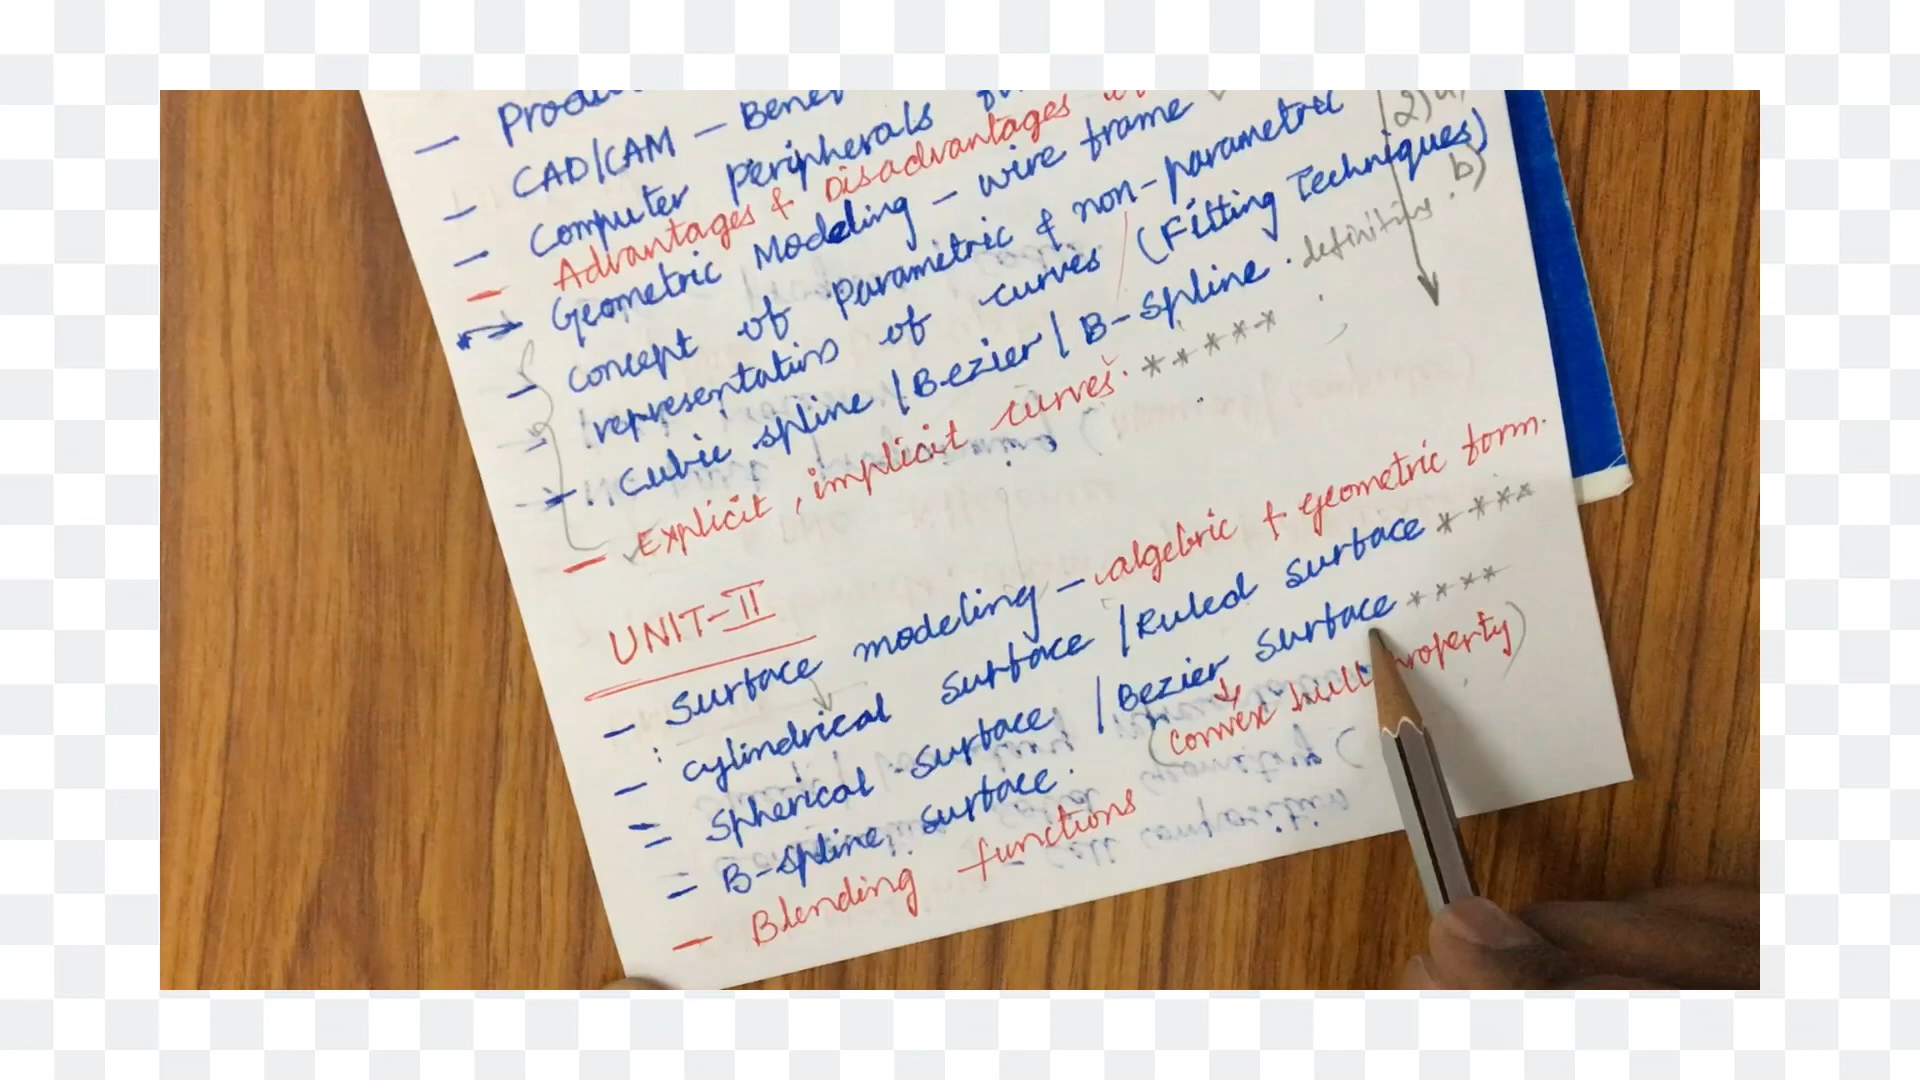 CAD/CAM -
Computer Peripherals
Advantages & Disadvantages
Geometric Modeling - wire frame
Concept of Parametric & non-parametric
representations of curves (Fitting Techniques)
Cubic spline / Bezier / B-spline. definitions.
Explicit, implicit curves. *****
2)
b)
UNIT-II
- Surface modeling - algebric & geometric form.
- cylindrical surface / Ruled surface ****
= Spherical surface / Bezier surface ****
(convex hull property)
= B-spline surface.
- Blending functions